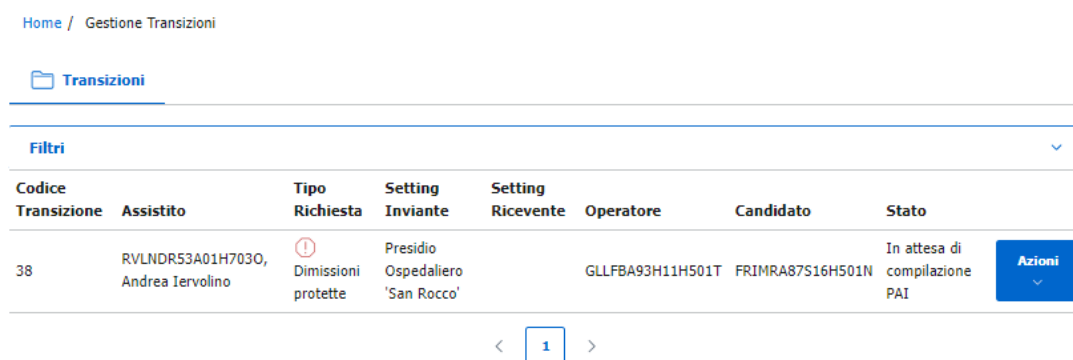 Home / Gestione Transizioni
Transizioni
Filtri
Codice Transizione Assistito Tipo Richiesta Setting Inviante Setting Ricevente Operatore Candidato Stato
38 RVLNDR53A01H703O, Andrea Iervolino Dimissioni protette Presidio Ospedaliero 'San Rocco' GLLFBA93H11H501T FRIMRA87S16H501N In attesa di compilazione PAI Azioni
< 1 >